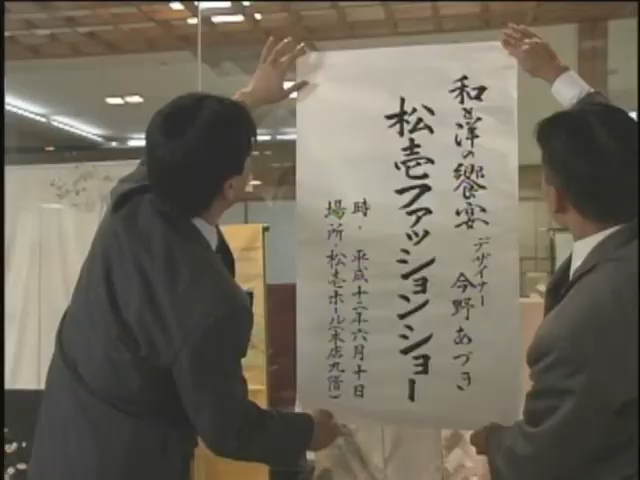 和と洋の饗宴
デザイナー 今野あづき
松壱ファッションショー
時・平成十二年六月十日
場所・松壱ホール(本店九階)